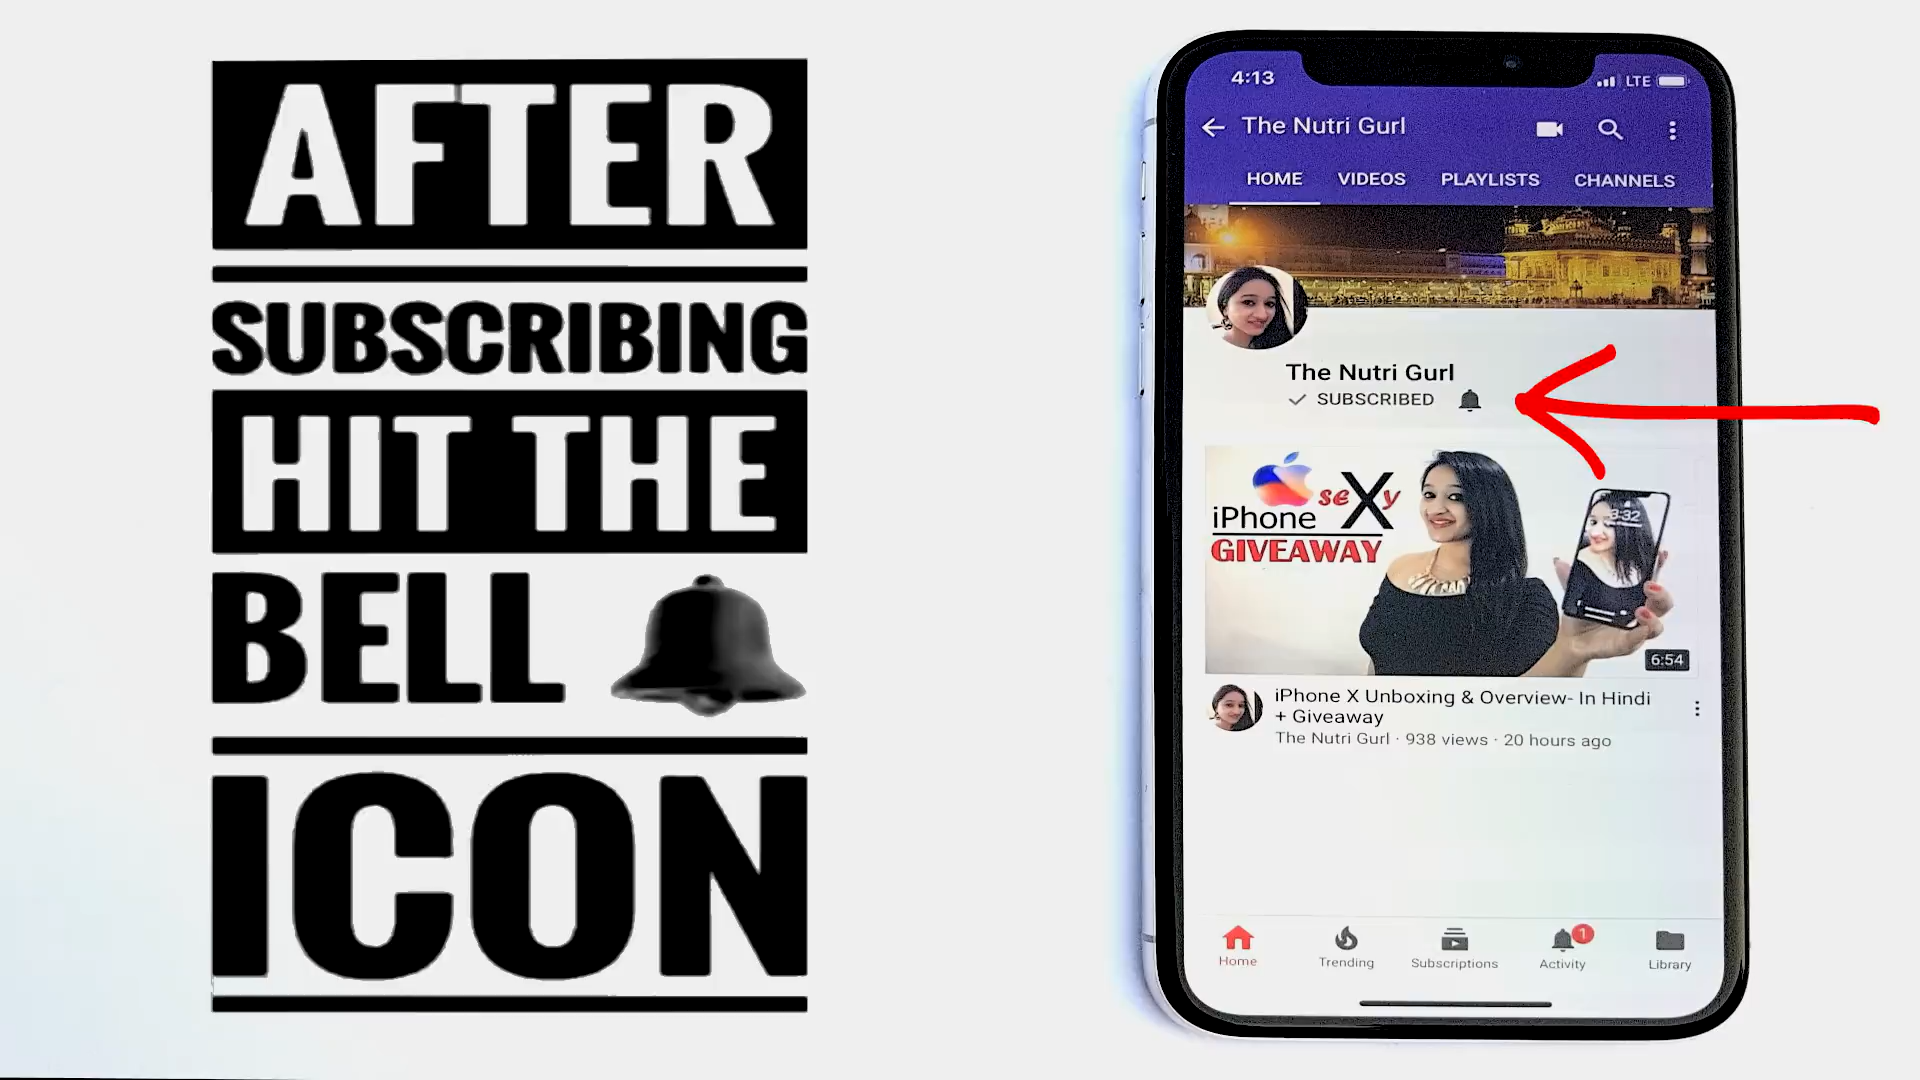 AFTER
SUBSCRIBING
HIT THE
BELL
ICON
4:13
LTE
The Nutri Gurl
HOME VIDEOS PLAYLISTS CHANNELS
The Nutri Gurl
SUBSCRIBED
iPhone seXy
GIVEAWAY
3:32
6:54
iPhone X Unboxing & Overview- In Hindi
+ Giveaway
The Nutri Gurl · 938 views · 20 hours ago
1
Home Trending Subscriptions Activity Library